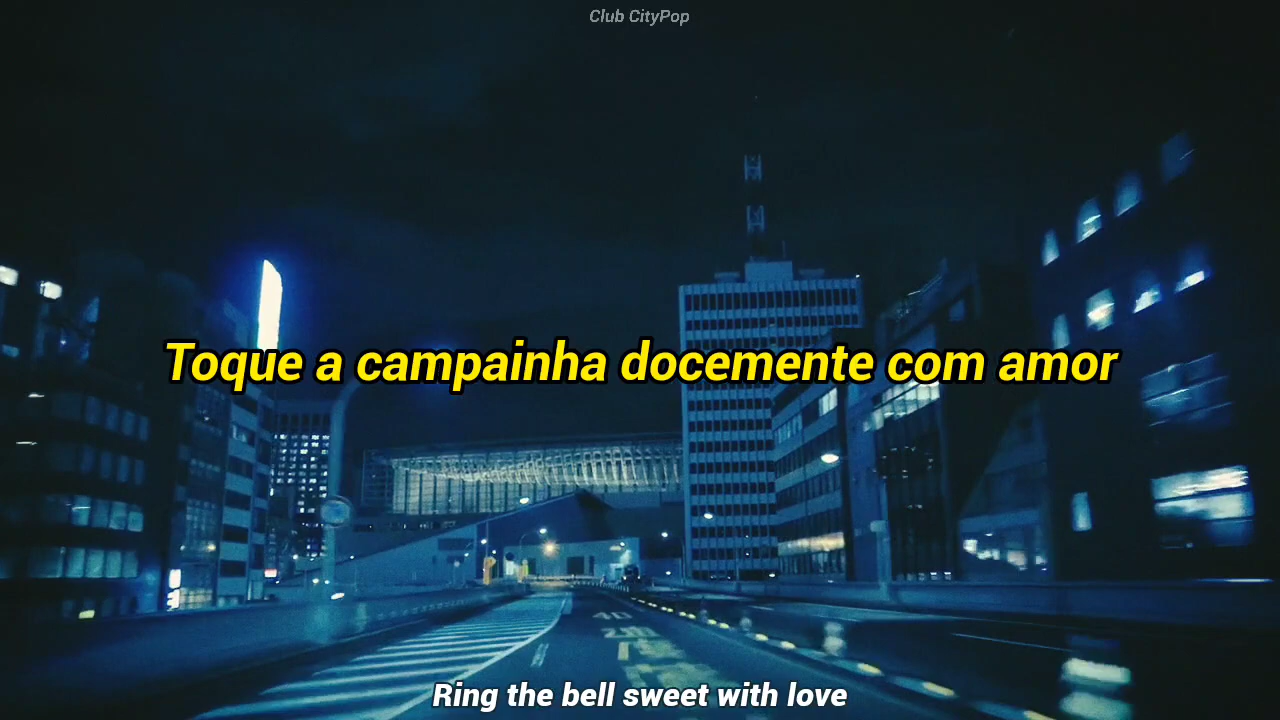 Club CityPop
Toque a campainha docemente com amor
Ring the bell sweet with love